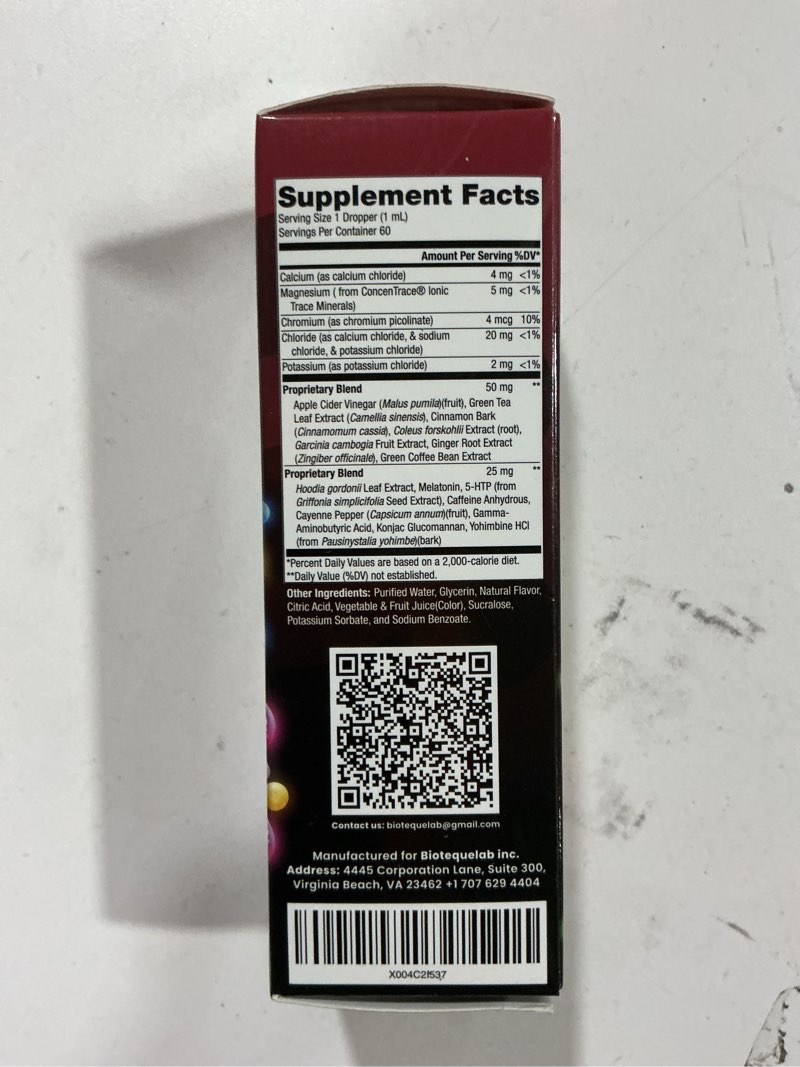 Supplement Facts
Serving Size 1 Dropper (1 mL)
Servings Per Container 60
Amount Per Serving %DV*
Calcium (as calcium chloride) 4 mg <1%
Magnesium ( from ConcenTrace® Ionic 5 mg <1%
Trace Minerals)
Chromium (as chromium picolinate) 4 mcg 10%
Chloride (as calcium chloride, & sodium 20 mg <1%
chloride, & potassium chloride)
Potassium (as potassium chloride) 2 mg <1%
Proprietary Blend 50 mg **
Apple Cider Vinegar (Malus pumila)(fruit), Green Tea
Leaf Extract (Camellia sinensis), Cinnamon Bark
(Cinnamomum cassia), Coleus forskohlii Extract (root),
Garcinia cambogia Fruit Extract, Ginger Root Extract
(Zingiber officinale), Green Coffee Bean Extract
Proprietary Blend 25 mg **
Hoodia gordonii Leaf Extract, Melatonin, 5-HTP (from
Griffonia simplicifolia Seed Extract), Caffeine Anhydrous,
Cayenne Pepper (Capsicum annum)(fruit), Gamma-
Aminobutyric Acid, Konjac Glucomannan, Yohimbine HCl
(from Pausinystalia yohimbe)(bark)
*Percent Daily Values are based on a 2,000-calorie diet.
**Daily Value (%DV) not established.
Other Ingredients: Purified Water, Glycerin, Natural Flavor,
Citric Acid, Vegetable & Fruit Juice(Color), Sucralose,
Potassium Sorbate, and Sodium Benzoate.
Contact us: biotequelab@gmail.com
Manufactured for Biotequelab inc.
Address: 4445 Corporation Lane, Suite 300,
Virginia Beach, VA 23462 +1 707 629 4404
X004C2f537